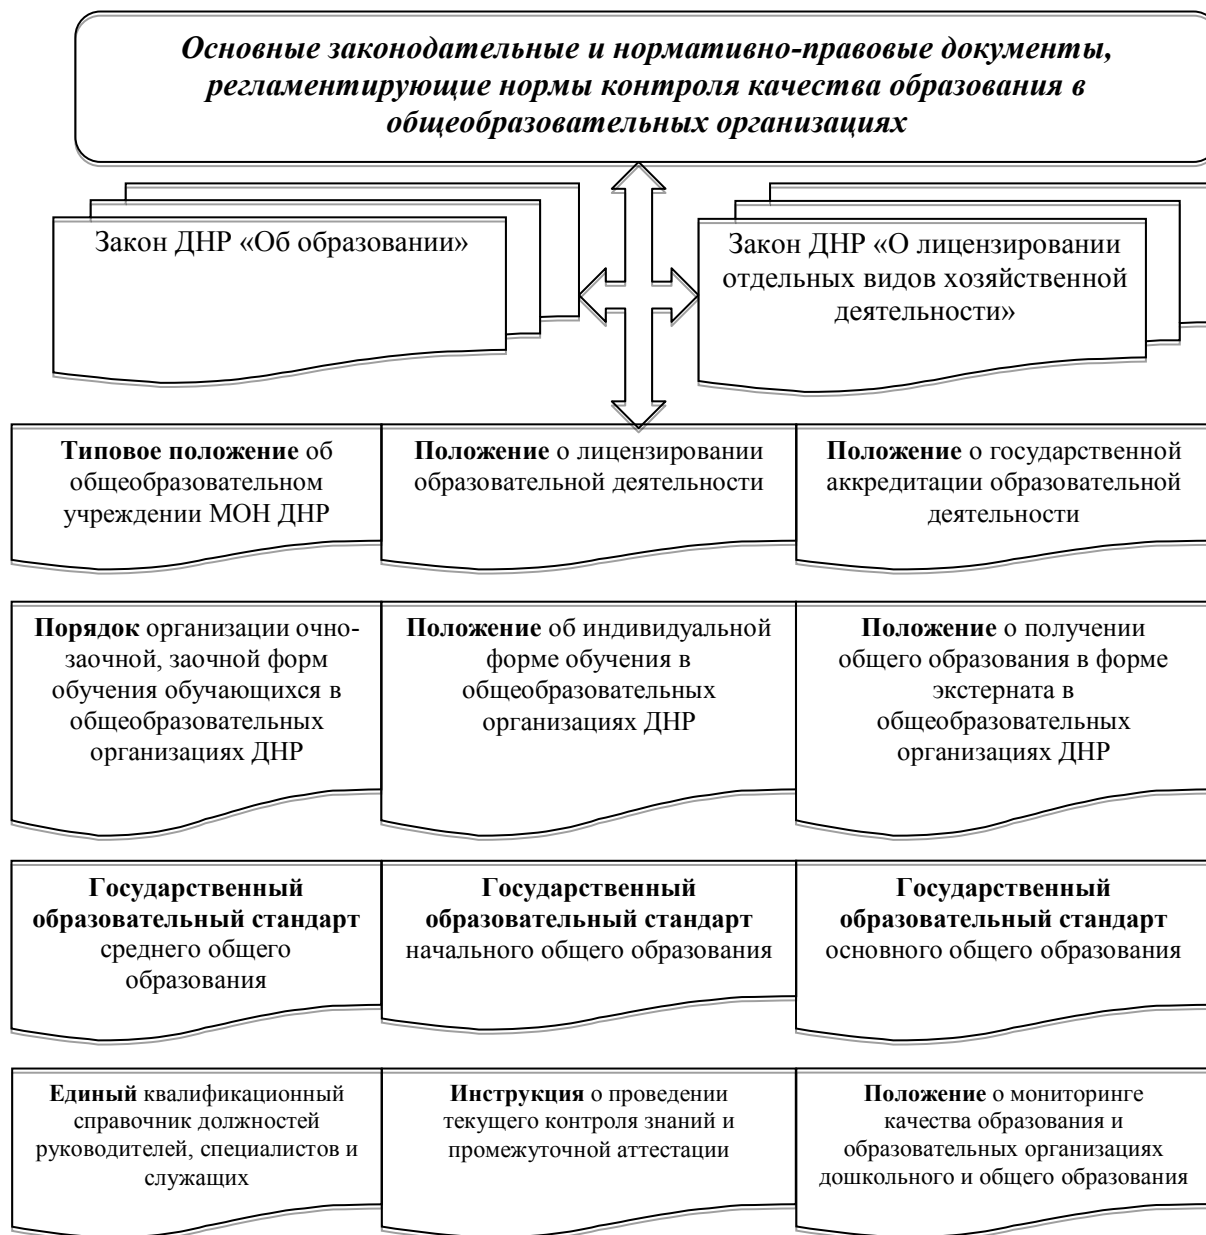 Основные законодательные и нормативно-правовые документы,
регламентирующие нормы контроля качества образования в
общеобразовательных организациях
Закон ДНР «Об образовании»
Закон ДНР «О лицензировании
отдельных видов хозяйственной
деятельности»
Типовое положение об
общеобразовательном
учреждении МОН ДНР
Положение о лицензировании
образовательной деятельности
Положение о государственной
аккредитации образовательной
деятельности
Порядок организации очно-
заочной, заочной форм
обучения обучающихся в
общеобразовательных
организациях ДНР
Положение об индивидуальной
форме обучения в
общеобразовательных
организациях ДНР
Положение о получении
общего образования в форме
экстерната в
общеобразовательных
организациях ДНР
Государственный
образовательный стандарт
среднего общего
образования
Государственный
образовательный стандарт
начального общего образования
Государственный
образовательный стандарт
основного общего образования
Единый квалификационный
справочник должностей
руководителей, специалистов и
служащих
Инструкция о проведении
текущего контроля знаний и
промежуточной аттестации
Положение о мониторинге
качества образования и
образовательных организациях
дошкольного и общего образования